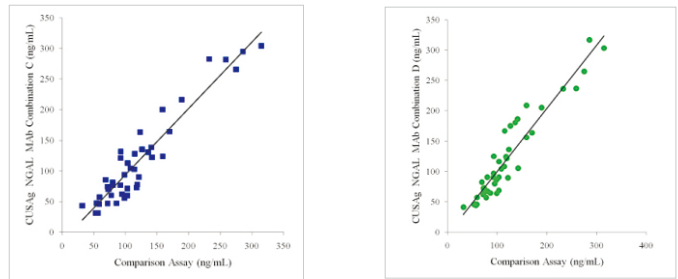 CUSAg NGAL MAb Combination C (ng/mL)
350
300
250
200
150
100
50
0
0 50 100 150 200 250 300 350
Comparison Assay (ng/mL)
CUSAg NGAL MAb Combination D (ng/mL)
350
300
250
200
150
100
50
0
0 100 200 300 400
Comparison Assay (ng/mL)